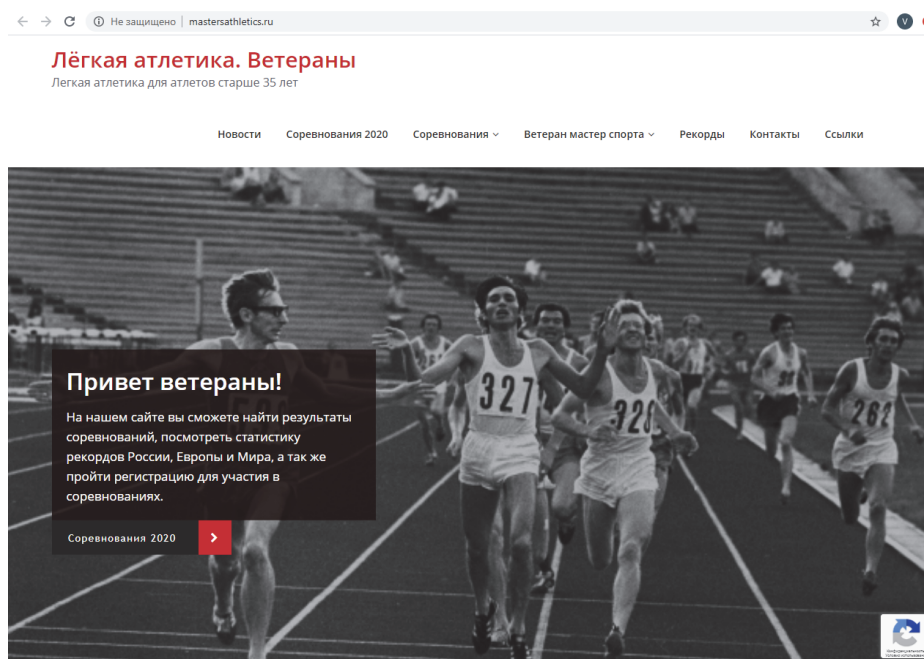 Не защищено | mastersathletics.ru
V
Лёгкая атлетика. Ветераны
Легкая атлетика для атлетов старше 35 лет
Новости Соревнования 2020 Соревнования Ветеран мастер спорта Рекорды Контакты Ссылки
327
320
262
Привет ветераны!
На нашем сайте вы сможете найти результаты
соревнований, посмотреть статистику
рекордов России, Европы и Мира, а так же
пройти регистрацию для участия в
соревнованиях.
Соревнования 2020